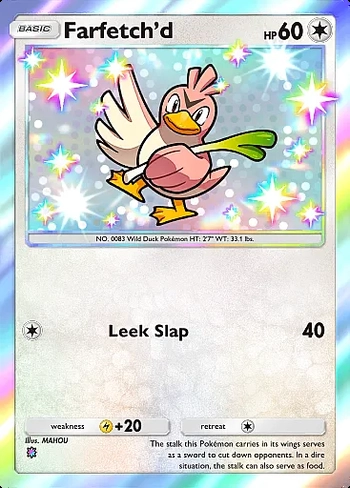 BASIC Farfetch'd HP 60
NO. 0083 Wild Duck Pokémon HT: 2'7" WT: 33.1 lbs.
Leek Slap 40
weakness +20 retreat
Illus. MAHOU
The stalk this Pokémon carries in its wings serves
as a sword to cut down opponents. In a dire
situation, the stalk can also serve as food.